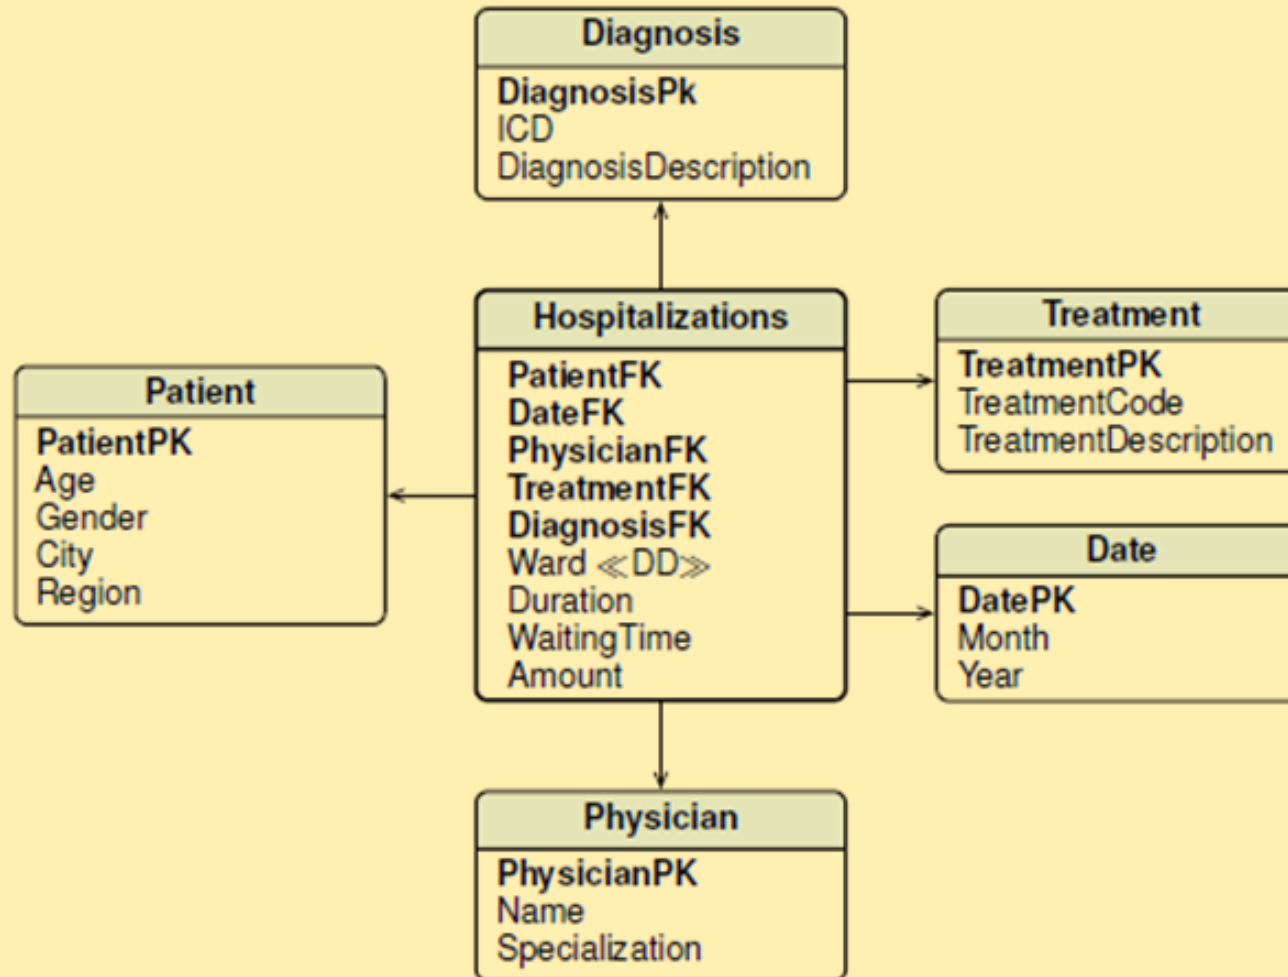 Diagnosis
DiagnosisPk
ICD
DiagnosisDescription
Hospitalizations
PatientFK
DateFK
PhysicianFK
TreatmentFK
DiagnosisFK
Ward ≪DD≫
Duration
WaitingTime
Amount
Treatment
TreatmentPK
TreatmentCode
TreatmentDescription
Patient
PatientPK
Age
Gender
City
Region
Date
DatePK
Month
Year
Physician
PhysicianPK
Name
Specialization